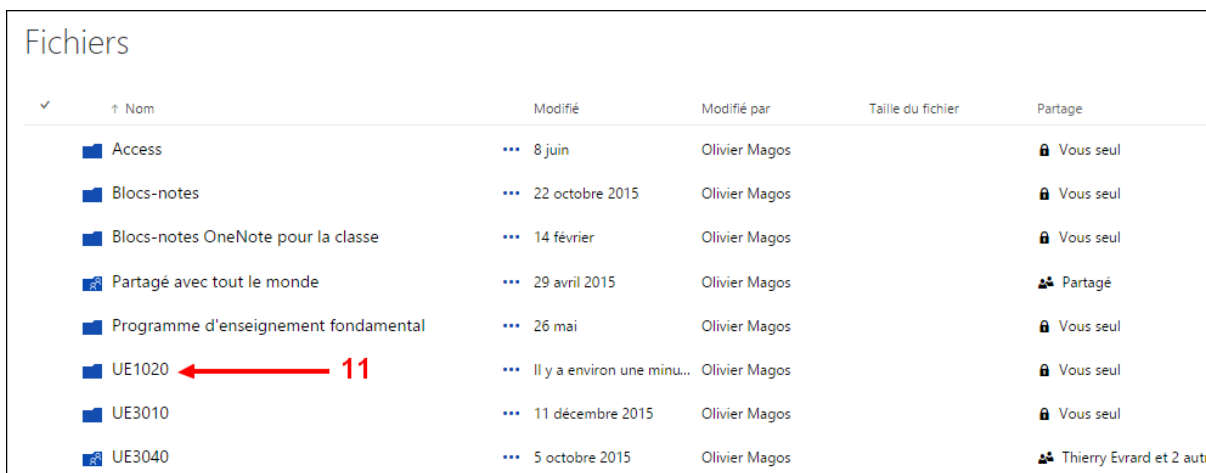 Fichiers
↑ Nom Modifié Modifié par Taille du fichier Partage
Access ••• 8 juin Olivier Magos Vous seul
Blocs-notes ••• 22 octobre 2015 Olivier Magos Vous seul
Blocs-notes OneNote pour la classe ••• 14 février Olivier Magos Vous seul
Partagé avec tout le monde ••• 29 avril 2015 Olivier Magos Partagé
Programme d'enseignement fondamental ••• 26 mai Olivier Magos Vous seul
UE1020 11 ••• Il y a environ une minu... Olivier Magos Vous seul
UE3010 ••• 11 décembre 2015 Olivier Magos Vous seul
UE3040 ••• 5 octobre 2015 Olivier Magos Thierry Evrard et 2 autr